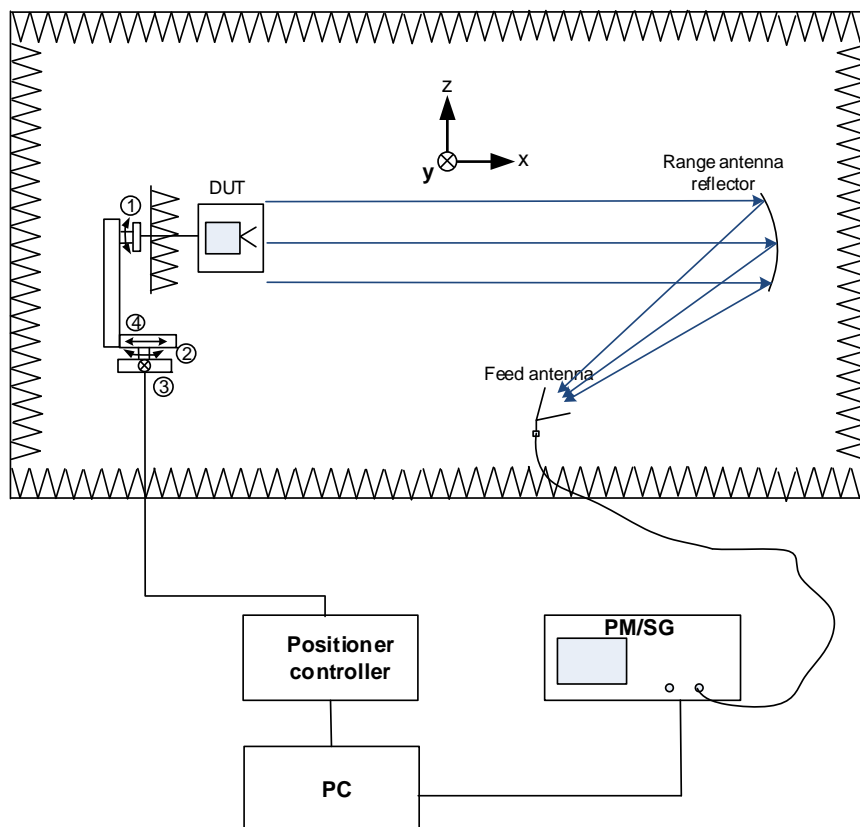 z
x
y
Range antenna
reflector
DUT
①
④
②
③
Feed antenna
PM/SG
Positioner
controller
PC